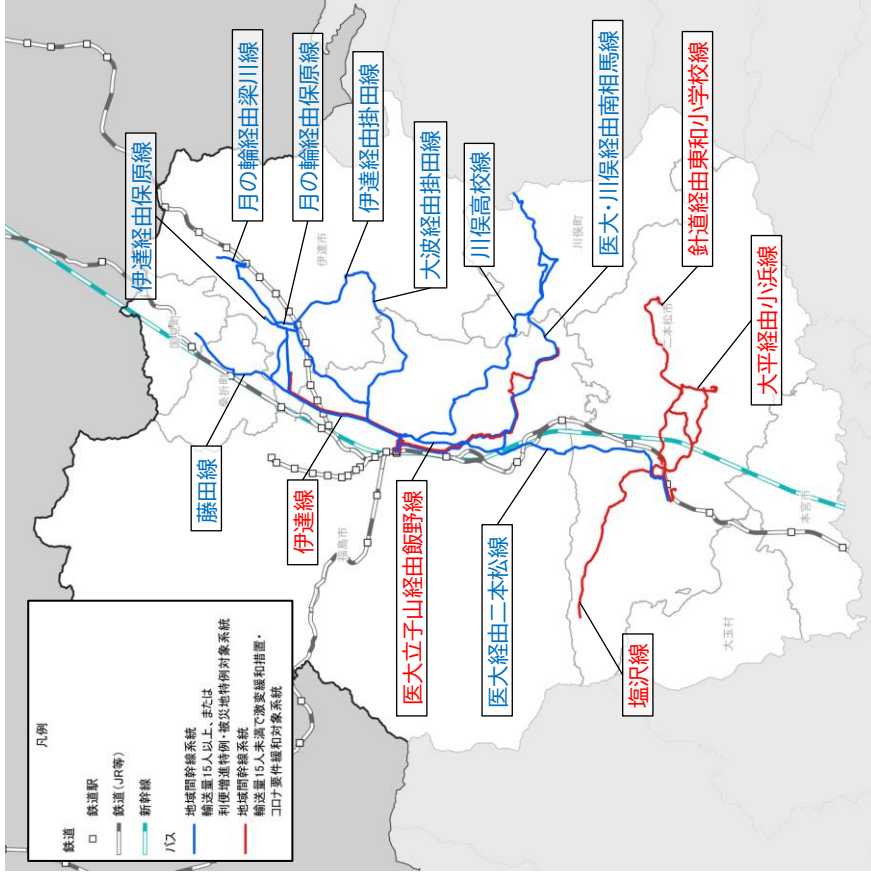 凡例
鉄道
鉄道駅
鉄道(JR等)
新幹線
バス
地域間幹線系統
輸送量15人以上、または
利便増進特例・被災地特例対象系統
地域間幹線系統
輸送量15人未満で激変緩和措置・
コロナ要件緩和対象系統
藤田線
伊達線
医大立子山経由飯野線
医大経由二本松線
塩沢線
伊達経由保原線
月の輪経由梁川線
月の輪経由保原線
伊達経由掛田線
大波経由掛田線
川俣高校線
医大・川俣経由南相馬線
針道経由東和小学校線
大平経由小浜線
国見町
桑折町
伊達市
福島市
川俣町
二本松市
大玉村
本宮市